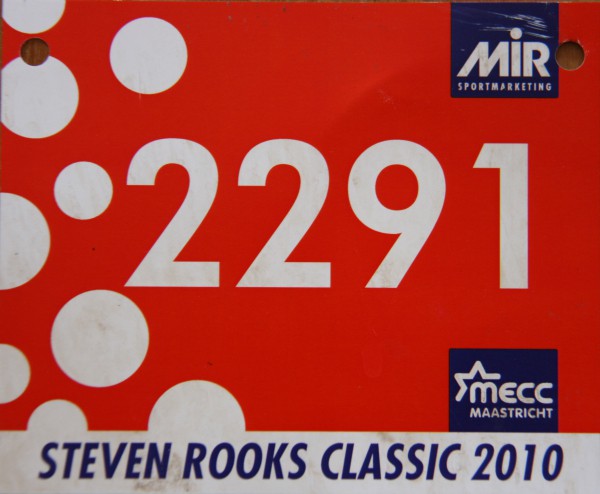 MiR
SPORTMARKETING
2291
mecc
MAASTRICHT
STEVEN ROOKS CLASSIC 2010